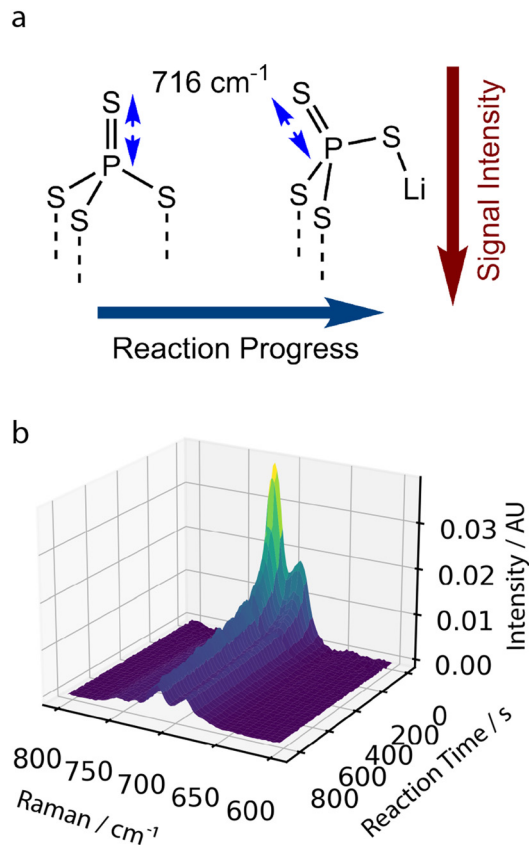 a
716 cm⁻¹
S
S
P
P
S
S
S
S
Li
S
S
Signal Intensity
Reaction Progress
b
0.03
0.02
0.01
0.00
Intensity / AU
800
750
700
650
600
Raman / cm⁻¹
0
200
400
600
800
Reaction Time / s